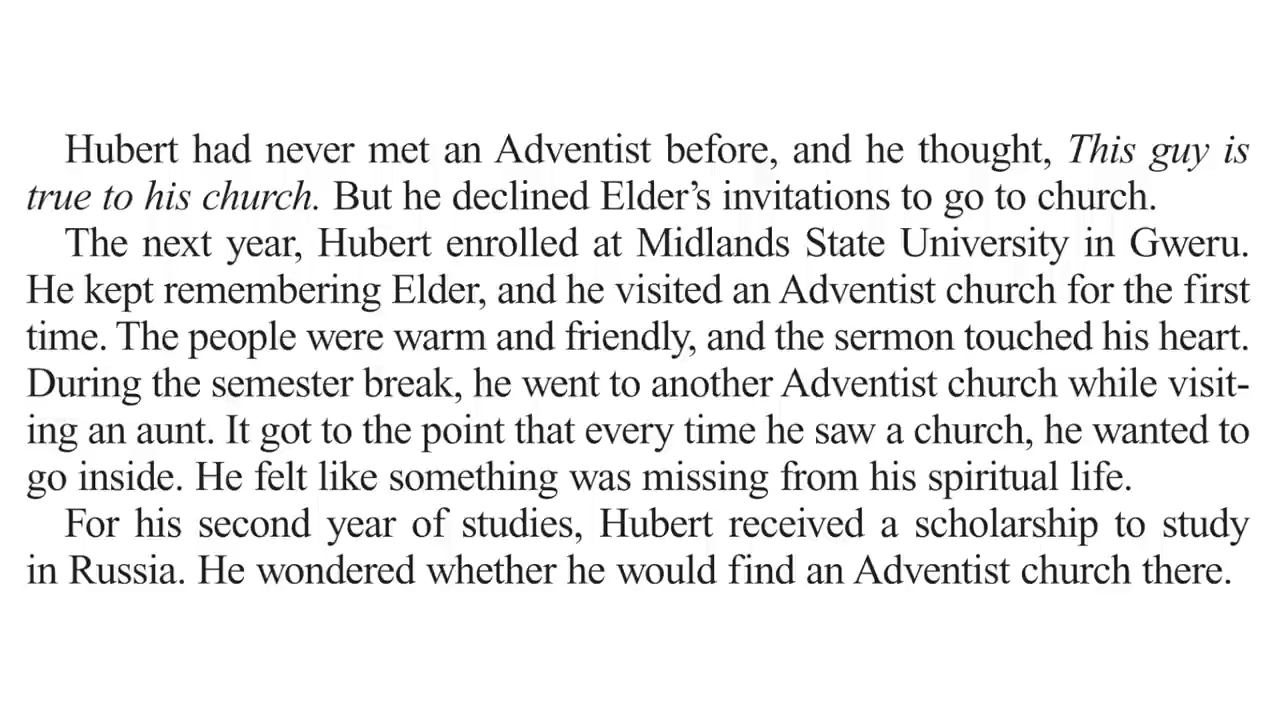 Hubert had never met an Adventist before, and he thought, This guy is
true to his church. But he declined Elder’s invitations to go to church.
The next year, Hubert enrolled at Midlands State University in Gweru.
He kept remembering Elder, and he visited an Adventist church for the first
time. The people were warm and friendly, and the sermon touched his heart.
During the semester break, he went to another Adventist church while visit-
ing an aunt. It got to the point that every time he saw a church, he wanted to
go inside. He felt like something was missing from his spiritual life.
For his second year of studies, Hubert received a scholarship to study
in Russia. He wondered whether he would find an Adventist church there.